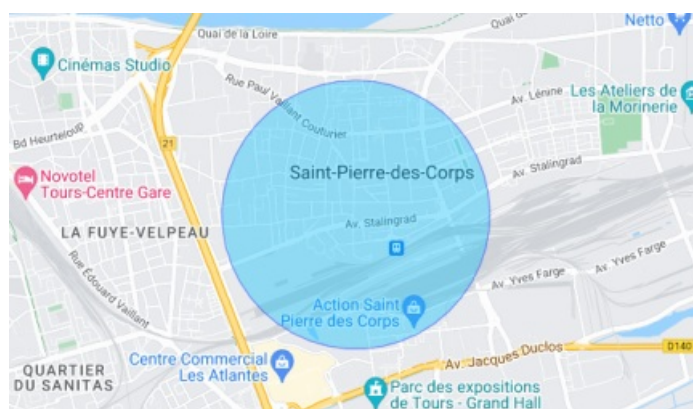 Quai de la Loire
Quai de
Netto
Cinémas Studio
Rue Paul Vaillant Couturier
Les Ateliers de
la Morinerie
Av. Lénine
Bd Heurteloup
21
Novotel
Tours-Centre Gare
Saint-Pierre-des-Corps
Av. Stalingrad
Av. Stalingrad
LA FUYE-VELPEAU
Rue Édouard Vaillant
Av. Yves Farge
Av. Yves Farge
Action Saint
Pierre des Corps
Centre Commercial
Les Atlantes
Av. Jacques Duclos
D140
QUARTIER
DU SANITAS
Parc des expositions
de Tours - Grand Hall